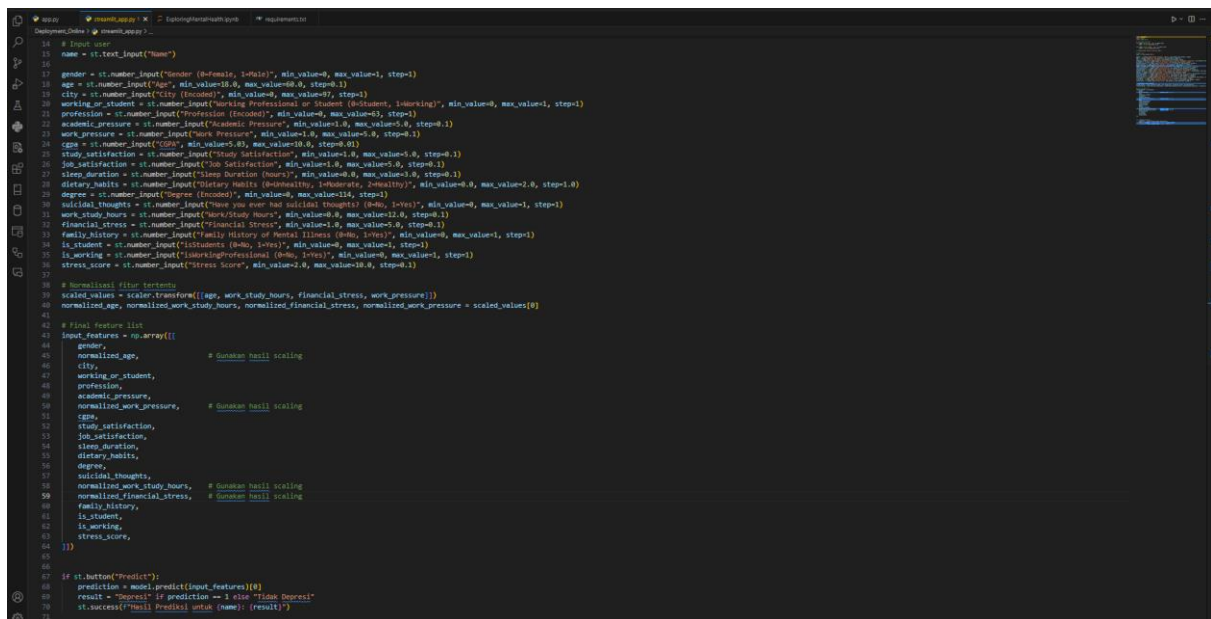 app.py
streamlit_app.py 1 X
ExploringMentalHealth.ipynb
requirements.txt
Deployment_Online > streamlit_app.py > ...
14 # Input user
15 name = st.text_input("Name")
16
17 gender = st.number_input("Gender (0=Female, 1=Male)", min_value=0, max_value=1, step=1)
18 age = st.number_input("Age", min_value=18.0, max_value=60.0, step=0.1)
19 city = st.number_input("City (Encoded)", min_value=0, max_value=97, step=1)
20 working_or_student = st.number_input("Working Professional or Student (0=Student, 1=Working)", min_value=0, max_value=1, step=1)
21 profession = st.number_input("Profession (Encoded)", min_value=0, max_value=63, step=1)
22 academic_pressure = st.number_input("Academic Pressure", min_value=1.0, max_value=5.0, step=0.1)
23 work_pressure = st.number_input("Work Pressure", min_value=1.0, max_value=5.0, step=0.1)
24 cgpa = st.number_input("CGPA", min_value=5.03, max_value=10.0, step=0.01)
25 study_satisfaction = st.number_input("Study Satisfaction", min_value=1.0, max_value=5.0, step=0.1)
26 job_satisfaction = st.number_input("Job Satisfaction", min_value=1.0, max_value=5.0, step=0.1)
27 sleep_duration = st.number_input("Sleep Duration (hours)", min_value=0.0, max_value=3.0, step=0.1)
28 dietary_habits = st.number_input("Dietary Habits (0=Unhealthy, 1=Moderate, 2=Healthy)", min_value=0.0, max_value=2.0, step=1.0)
29 degree = st.number_input("Degree (Encoded)", min_value=0, max_value=114, step=1)
30 suicidal_thoughts = st.number_input("Have you ever had suicidal thoughts? (0=No, 1=Yes)", min_value=0, max_value=1, step=1)
31 work_study_hours = st.number_input("Work/Study Hours", min_value=0.0, max_value=12.0, step=0.1)
32 financial_stress = st.number_input("Financial Stress", min_value=1.0, max_value=5.0, step=0.1)
33 family_history = st.number_input("Family History of Mental Illness (0=No, 1=Yes)", min_value=0, max_value=1, step=1)
34 is_student = st.number_input("isStudents (0=No, 1=Yes)", min_value=0, max_value=1, step=1)
35 is_working = st.number_input("isWorkingProfessional (0=No, 1=Yes)", min_value=0, max_value=1, step=1)
36 stress_score = st.number_input("Stress Score", min_value=2.0, max_value=10.0, step=0.1)
37
38 # Normalisasi fitur tertentu
39 scaled_values = scaler.transform([[age, work_study_hours, financial_stress, work_pressure]])
40 normalized_age, normalized_work_study_hours, normalized_financial_stress, normalized_work_pressure = scaled_values[0]
41
42 # Final feature list
43 input_features = np.array([[
44 gender,
45 normalized_age, # Gunakan hasil scaling
46 city,
47 working_or_student,
48 profession,
49 academic_pressure,
50 normalized_work_pressure, # Gunakan hasil scaling
51 cgpa,
52 study_satisfaction,
53 job_satisfaction,
54 sleep_duration,
55 dietary_habits,
56 degree,
57 suicidal_thoughts,
58 normalized_work_study_hours, # Gunakan hasil scaling
59 normalized_financial_stress, # Gunakan hasil scaling
60 family_history,
61 is_student,
62 is_working,
63 stress_score,
64 ]])
65
66
67 if st.button("Predict"):
68 prediction = model.predict(input_features)[0]
69 result = "Depresi" if prediction == 1 else "Tidak Depresi"
70 st.success(f"Hasil Prediksi untuk {name}: {result}")
71